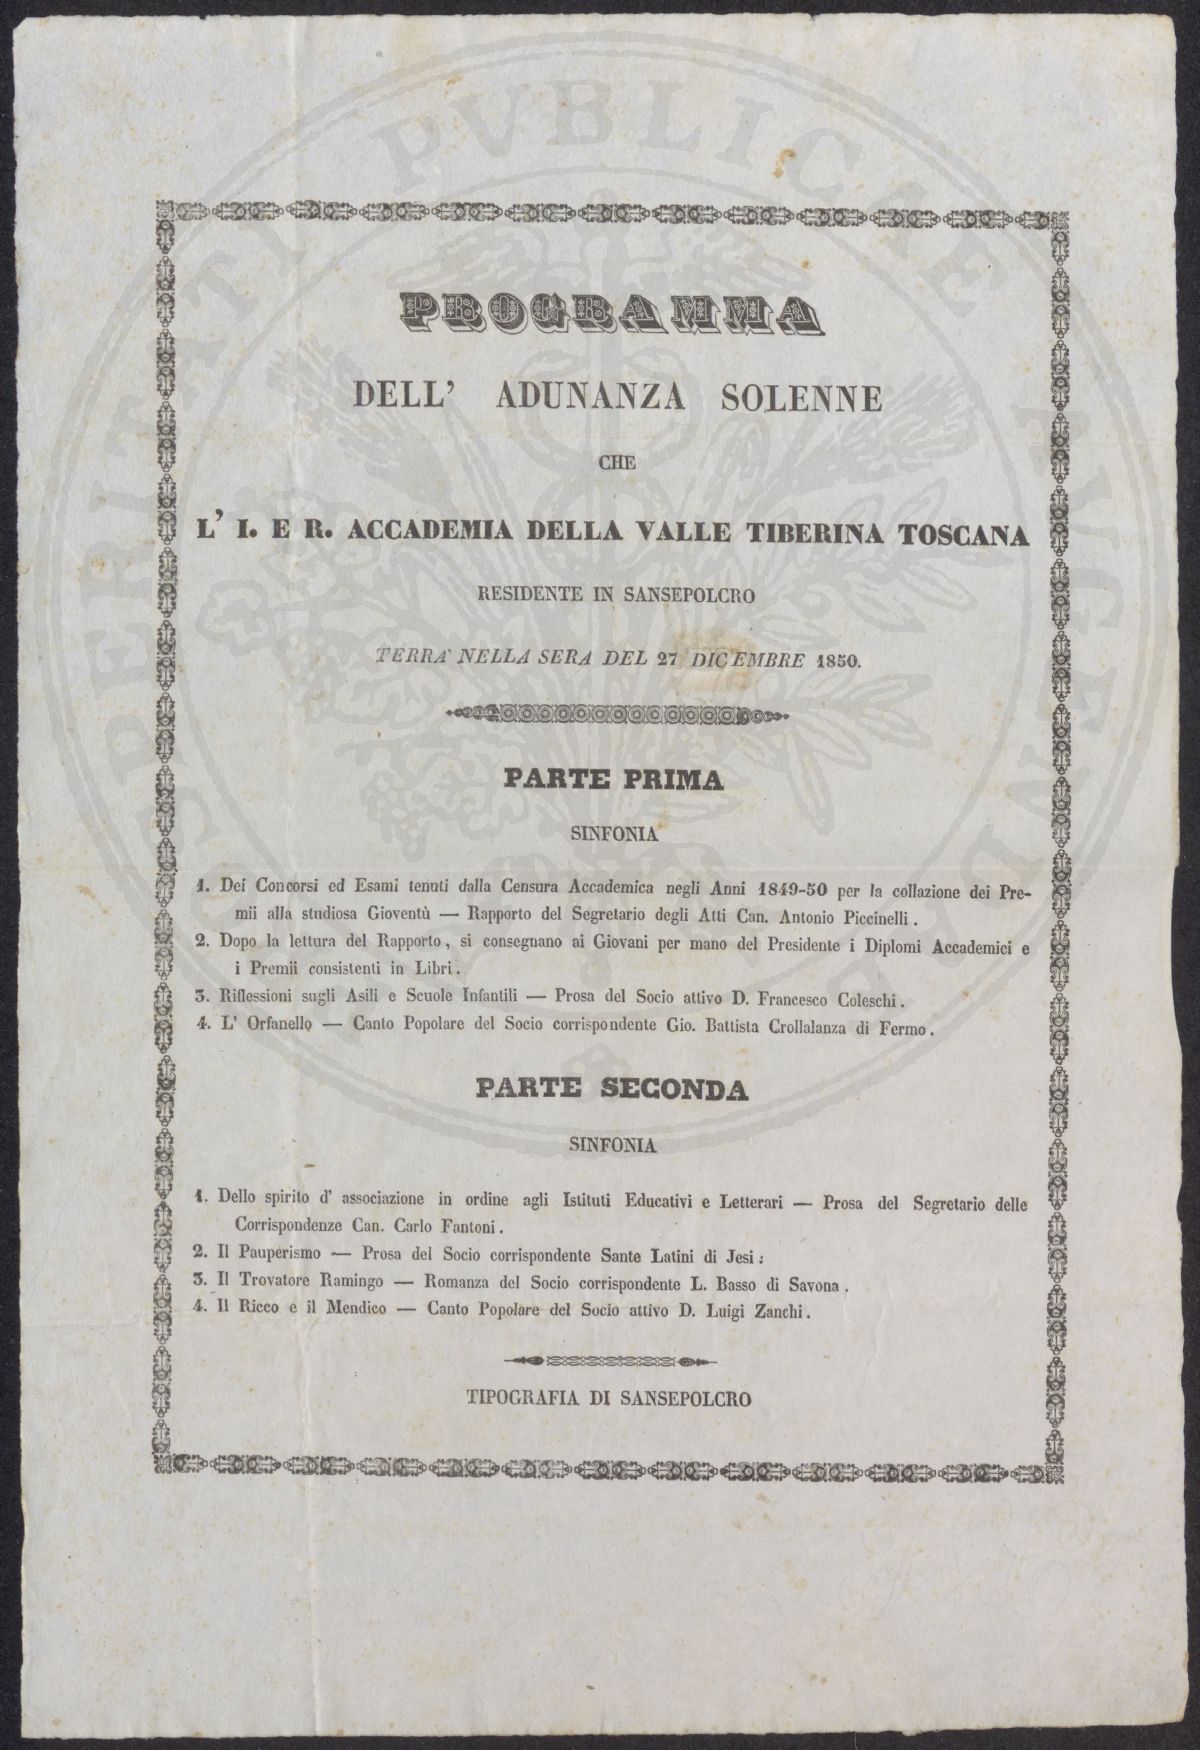 PROGRAMMA
DELL' ADUNANZA SOLENNE
CHE
L' I. E R. ACCADEMIA DELLA VALLE TIBERINA TOSCANA
RESIDENTE IN SANSEPOLCRO
TERRA' NELLA SERA DEL 27 DICEMBRE 1850.
PARTE PRIMA
SINFONIA
1. Dei Concorsi ed Esami tenuti dalla Censura Accademica negli Anni 1849-50 per la collazione dei Pre-
mii alla studiosa Gioventù — Rapporto del Segretario degli Atti Can. Antonio Piccinelli.
2. Dopo la lettura del Rapporto, si consegnano ai Giovani per mano del Presidente i Diplomi Accademici e
i Premii consistenti in Libri.
3. Riflessioni sugli Asili e Scuole Infantili — Prosa del Socio attivo D. Francesco Coleschi.
4. L' Orfanello — Canto Popolare del Socio corrispondente Gio. Battista Crollalanza di Fermo.
PARTE SECONDA
SINFONIA
1. Dello spirito d' associazione in ordine agli Istituti Educativi e Letterari — Prosa del Segretario delle
Corrispondenze Can. Carlo Fantoni.
2. Il Pauperismo — Prosa del Socio corrispondente Sante Latini di Jesi:
3. Il Trovatore Ramingo — Romanza del Socio corrispondente L. Basso di Savona.
4. Il Ricco e il Mendico — Canto Popolare del Socio attivo D. Luigi Zanchi.
TIPOGRAFIA DI SANSEPOLCRO